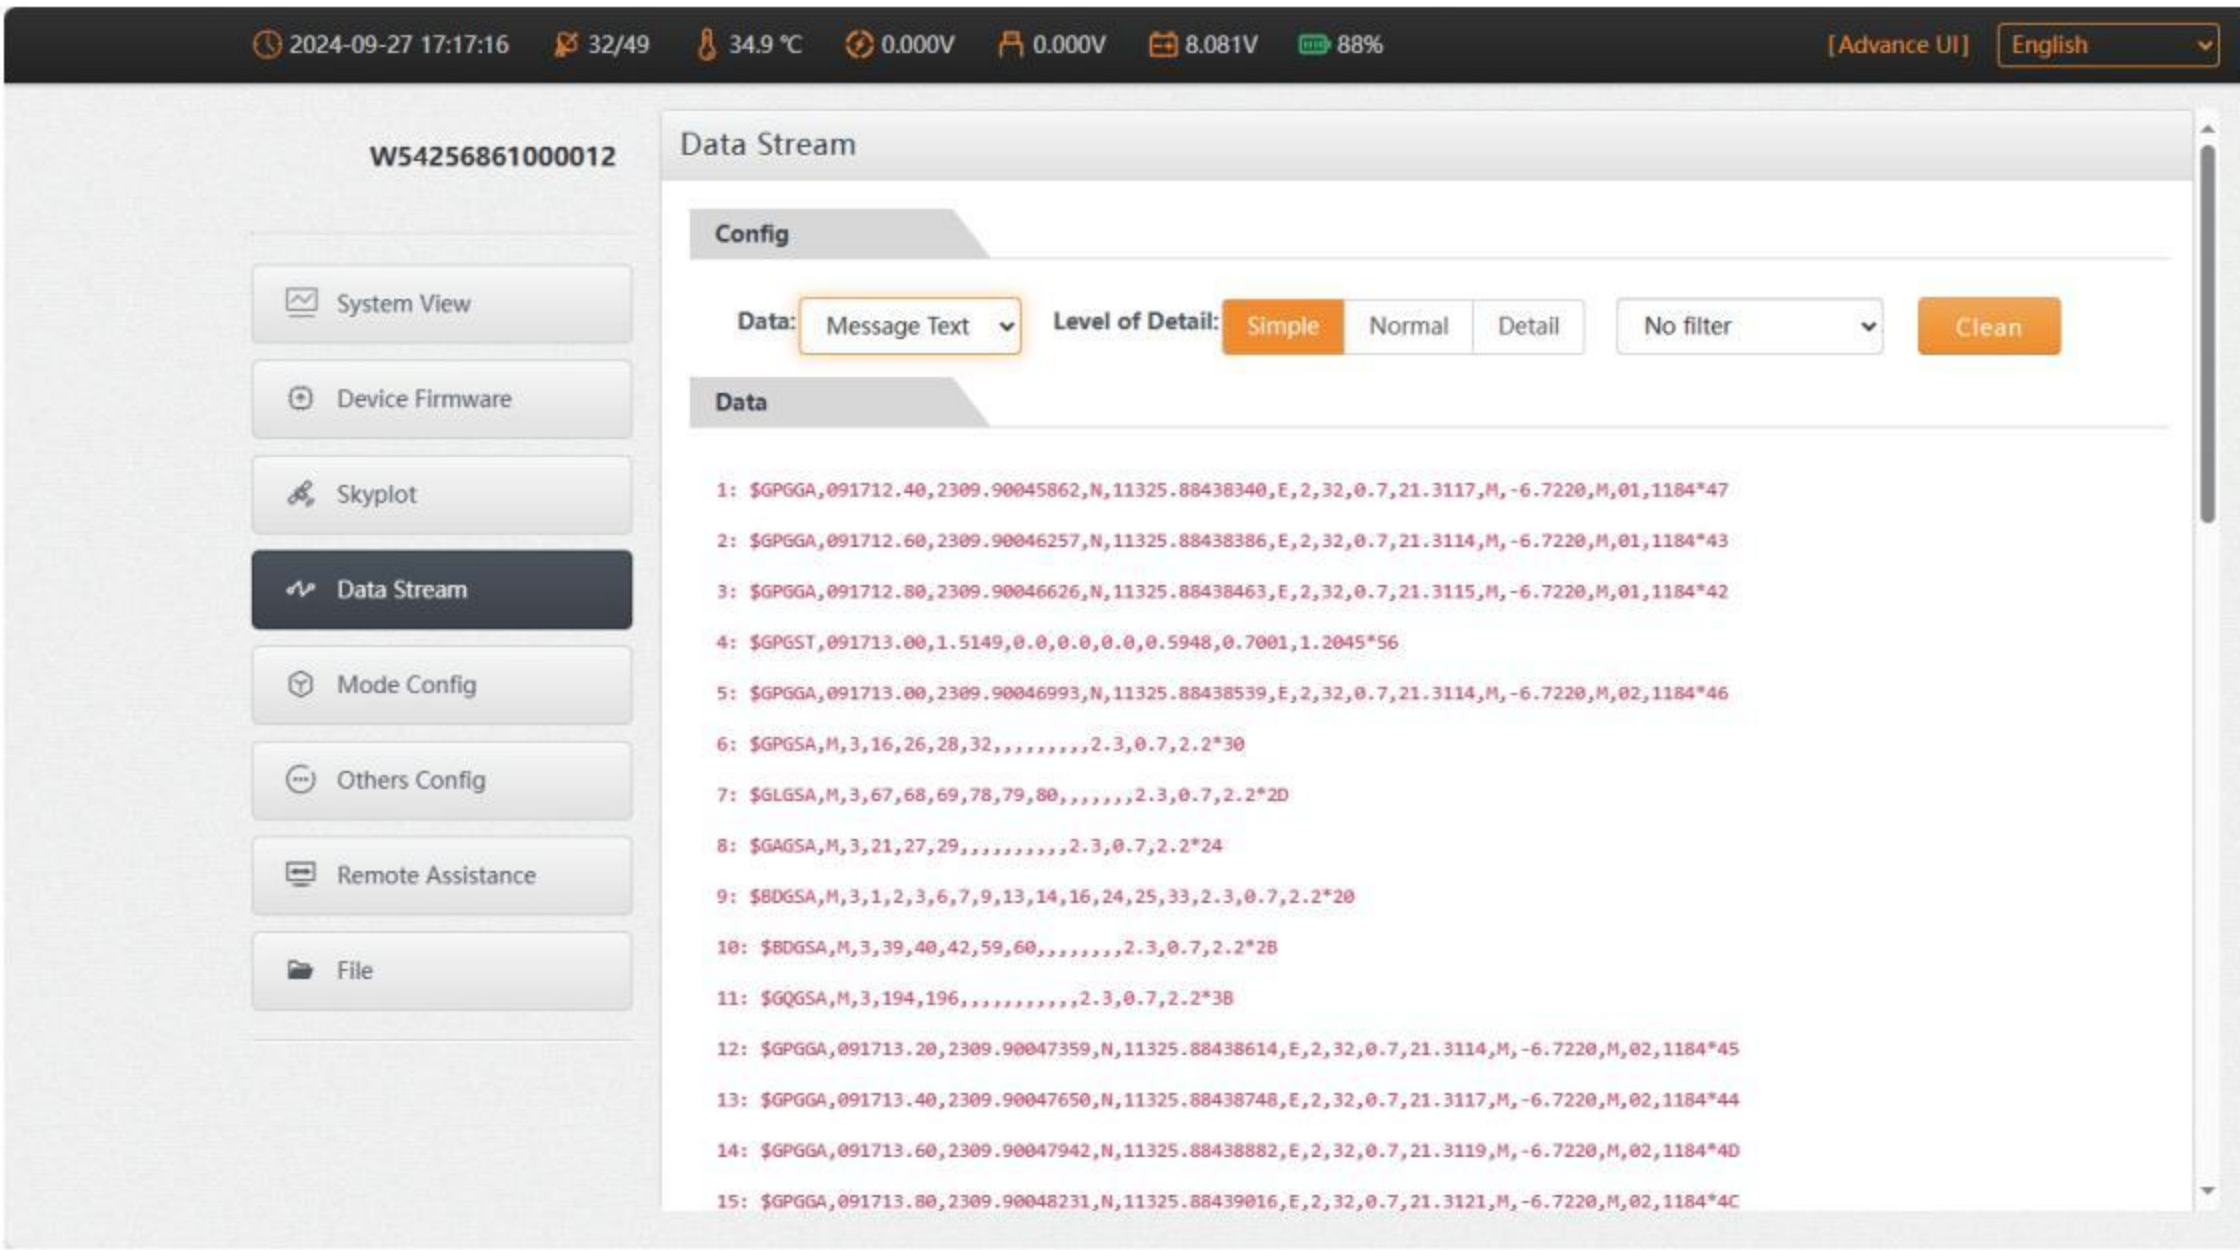 2024-09-27 17:17:16 32/49 34.9 ℃ 0.000V 0.000V 8.081V 88% [Advance UI] English
W54256861000012
System View
Device Firmware
Skyplot
Data Stream
Mode Config
Others Config
Remote Assistance
File
Data Stream
Config
Data: Message Text Level of Detail: Simple Normal Detail No filter Clean
Data
1: $GPGGA,091712.40,2309.90045862,N,11325.88438340,E,2,32,0.7,21.3117,M,-6.7220,M,01,1184*47
2: $GPGGA,091712.60,2309.90046257,N,11325.88438386,E,2,32,0.7,21.3114,M,-6.7220,M,01,1184*43
3: $GPGGA,091712.80,2309.90046626,N,11325.88438463,E,2,32,0.7,21.3115,M,-6.7220,M,01,1184*42
4: $GPGST,091713.00,1.5149,0.0,0.0,0.0,0.5948,0.7001,1.2045*56
5: $GPGGA,091713.00,2309.90046993,N,11325.88438539,E,2,32,0.7,21.3114,M,-6.7220,M,02,1184*46
6: $GPGSA,M,3,16,26,28,32,,,,,,,,,2.3,0.7,2.2*30
7: $GLGSA,M,3,67,68,69,78,79,80,,,,,,,2.3,0.7,2.2*2D
8: $GAGSA,M,3,21,27,29,,,,,,,,,,2.3,0.7,2.2*24
9: $BDGSA,M,3,1,2,3,6,7,9,13,14,16,24,25,33,2.3,0.7,2.2*20
10: $BDGSA,M,3,39,40,42,59,60,,,,,,,,2.3,0.7,2.2*2B
11: $GQGSA,M,3,194,196,,,,,,,,,,,2.3,0.7,2.2*3B
12: $GPGGA,091713.20,2309.90047359,N,11325.88438614,E,2,32,0.7,21.3114,M,-6.7220,M,02,1184*45
13: $GPGGA,091713.40,2309.90047650,N,11325.88438748,E,2,32,0.7,21.3117,M,-6.7220,M,02,1184*44
14: $GPGGA,091713.60,2309.90047942,N,11325.88438882,E,2,32,0.7,21.3119,M,-6.7220,M,02,1184*4D
15: $GPGGA,091713.80,2309.90048231,N,11325.88439016,E,2,32,0.7,21.3121,M,-6.7220,M,02,1184*4C